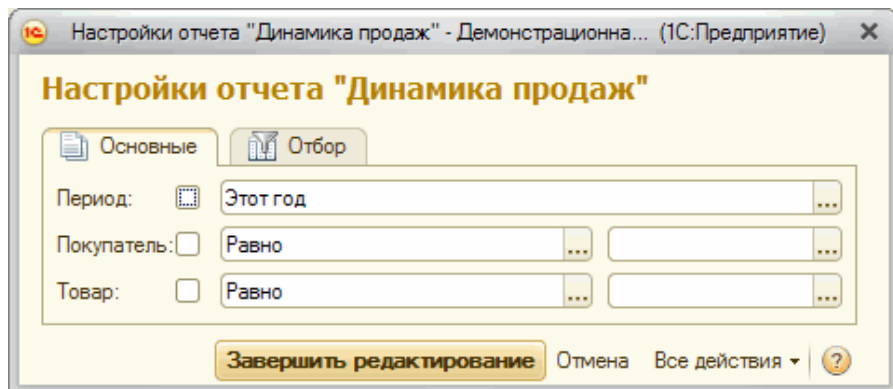 1С Настройки отчета "Динамика продаж" - Демонстрационна... (1С:Предприятие)
Настройки отчета "Динамика продаж"
Основные Отбор
Период: Этот год ...
Покупатель: Равно ... ...
Товар: Равно ... ...
Завершить редактирование Отмена Все действия ?